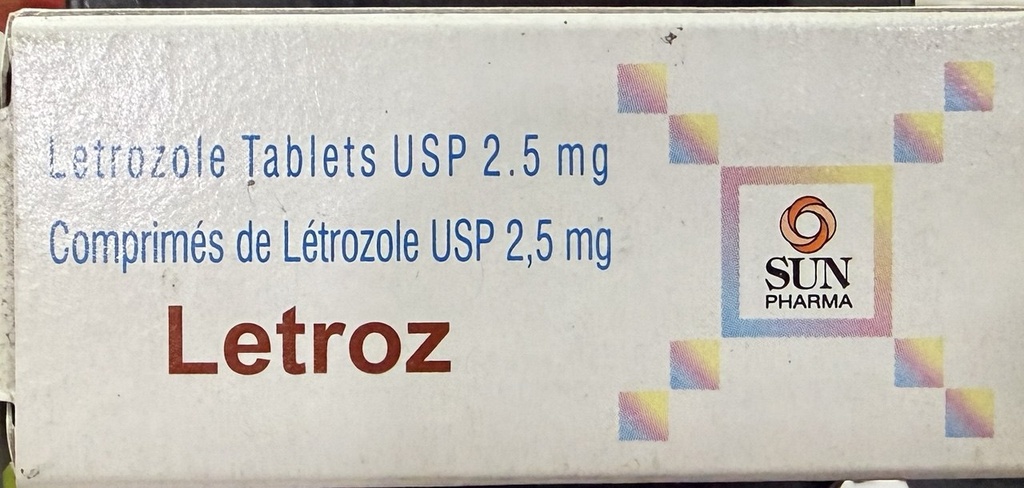 Letrozole Tablets USP 2.5 mg
Comprimés de Létrozole USP 2,5 mg
Letroz
SUN
PHARMA